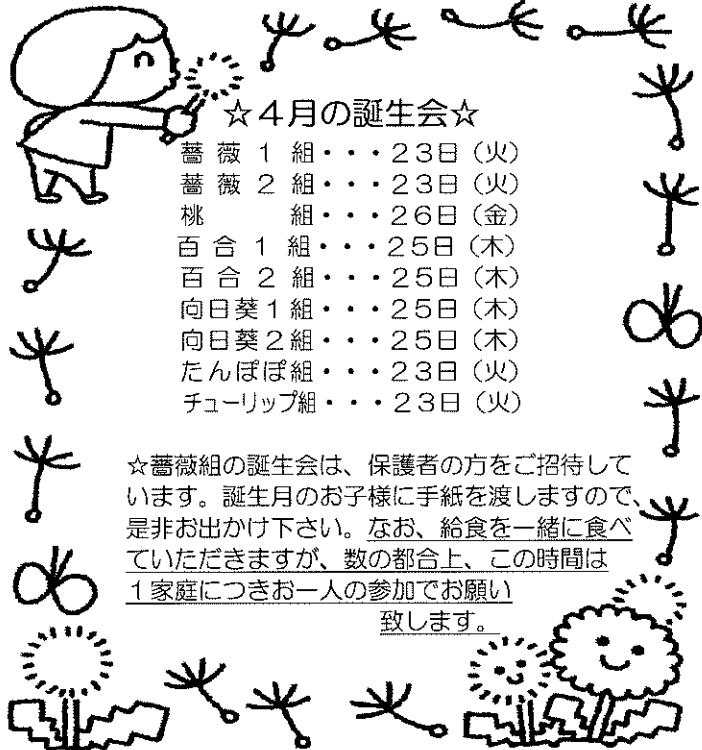 ☆４月の誕生会☆
薔薇１組・・・２３日（火）
薔薇２組・・・２３日（火）
桃　　組・・・２６日（金）
百合１組・・・２５日（木）
百合２組・・・２５日（木）
向日葵１組・・・２５日（木）
向日葵２組・・・２５日（木）
たんぽぽ組・・・２３日（火）
チューリップ組・・・２３日（火）
☆薔薇組の誕生会は、保護者の方をご招待して
います。誕生月のお子様に手紙を渡しますので、
是非お出かけ下さい。なお、給食を一緒に食べ
ていただきますが、数の都合上、この時間は
１家庭につきお一人の参加でお願い
致します。